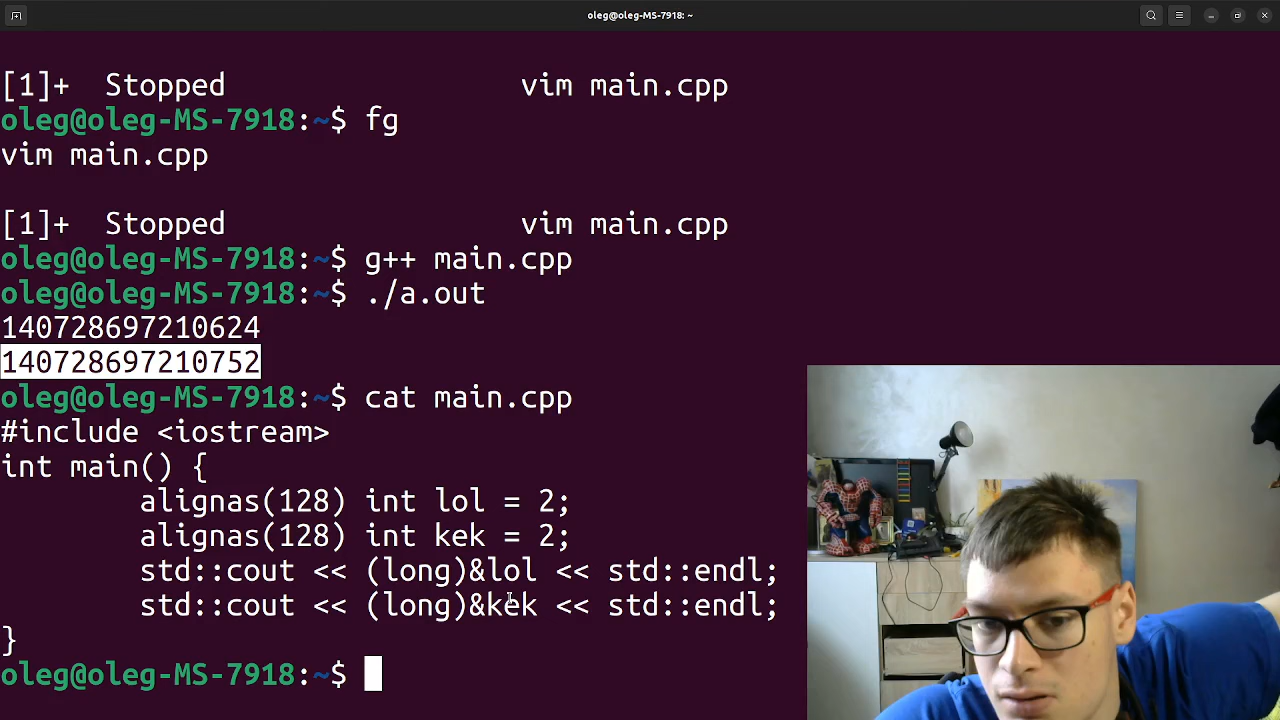 oleg@oleg-MS-7918: ~
[1]+  Stopped                 vim main.cpp
oleg@oleg-MS-7918:~$ fg
vim main.cpp
[1]+  Stopped                 vim main.cpp
oleg@oleg-MS-7918:~$ g++ main.cpp
oleg@oleg-MS-7918:~$ ./a.out
140728697210624
140728697210752
oleg@oleg-MS-7918:~$ cat main.cpp
#include <iostream>
int main() {
        alignas(128) int lol = 2;
        alignas(128) int kek = 2;
        std::cout << (long)&lol << std::endl;
        std::cout << (long)&kek << std::endl;
}
oleg@oleg-MS-7918:~$